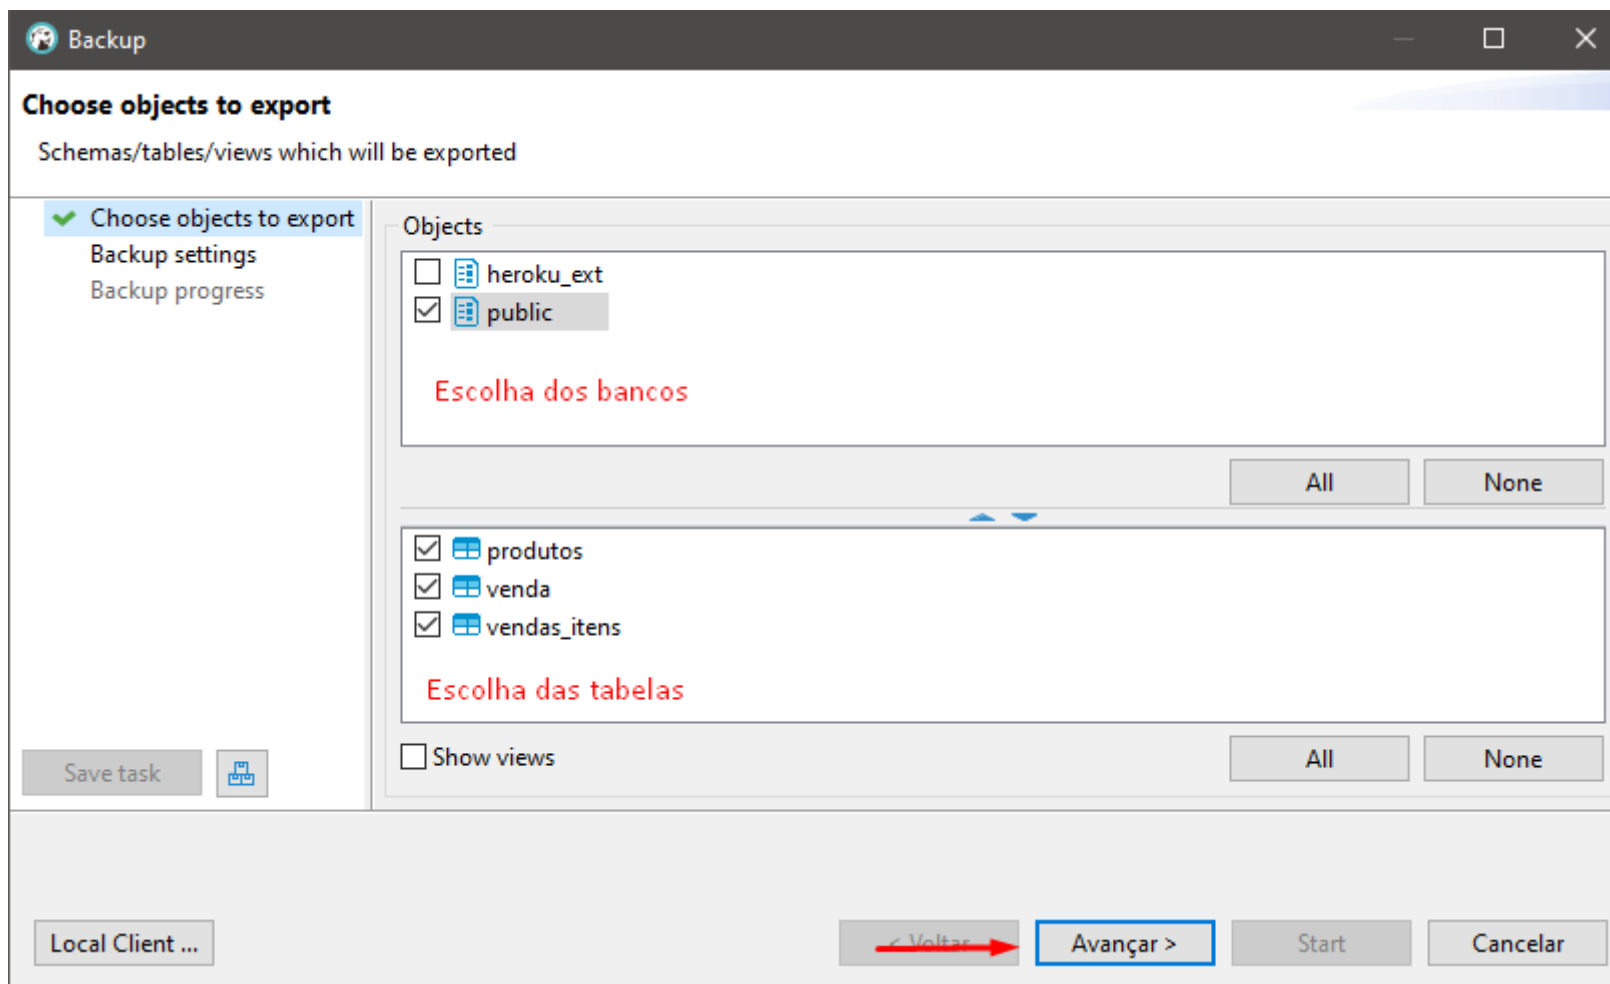 Backup
Choose objects to export
Schemas/tables/views which will be exported
Choose objects to export
Backup settings
Backup progress
Objects
heroku_ext
public
Escolha dos bancos
All None
produtos
venda
vendas_itens
Escolha das tabelas
Show views
All None
Save task
Local Client ... < Voltar Avançar > Start Cancelar